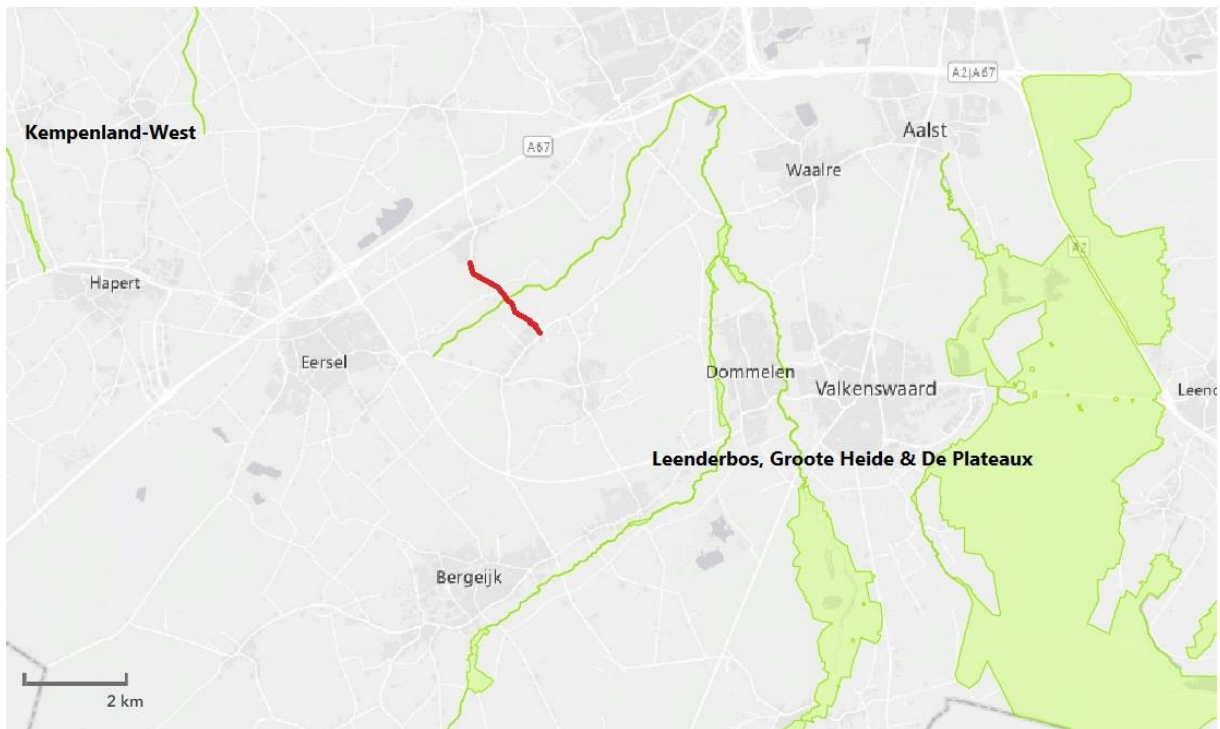 A2|A67
Kempenland-West
Aalst
A67
Waalre
A2
Hapert
Eersel
Dommelen
Valkenswaard
Leend
Leenderbos, Groote Heide & De Plateaux
Bergeijk
2 km